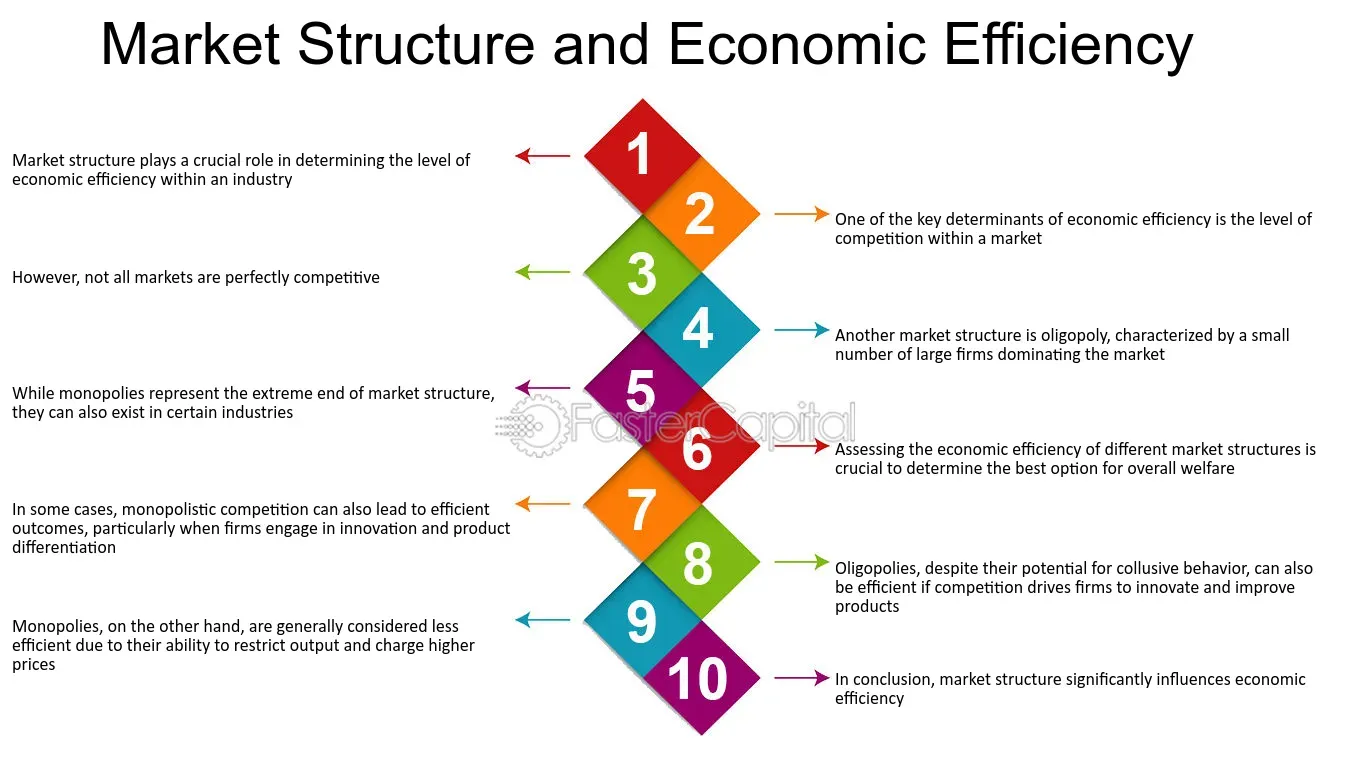 Market Structure and Economic Efficiency
1
Market structure plays a crucial role in determining the level of
economic efficiency within an industry
2
One of the key determinants of economic efficiency is the level of
competition within a market
3
However, not all markets are perfectly competitive
4
Another market structure is oligopoly, characterized by a small
number of large firms dominating the market
5
While monopolies represent the extreme end of market structure,
they can also exist in certain industries
FasterCapital
6
Assessing the economic efficiency of different market structures is
crucial to determine the best option for overall welfare
7
In some cases, monopolistic competition can also lead to efficient
outcomes, particularly when firms engage in innovation and product
differentiation
8
Oligopolies, despite their potential for collusive behavior, can also
be efficient if competition drives firms to innovate and improve
products
9
Monopolies, on the other hand, are generally considered less
efficient due to their ability to restrict output and charge higher
prices
10
In conclusion, market structure significantly influences economic
efficiency